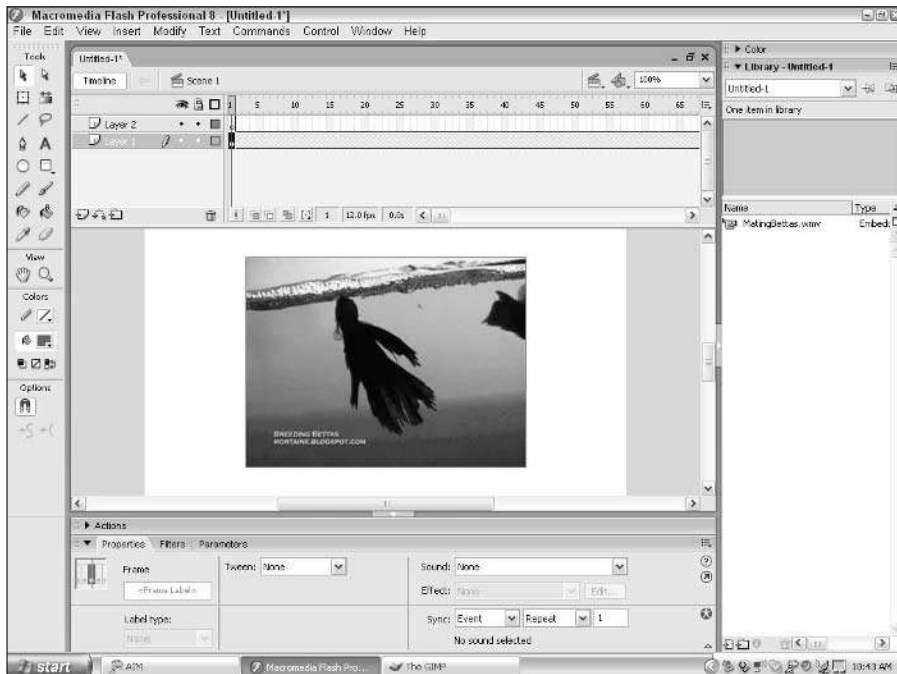 Macromedia Flash Professional 8 - [Untitled-1*]
File Edit View Insert Modify Text Commands Control Window Help
Tools
View
Colors
Options
Untitled-1*
Timeline
Scene 1
100%
1 5 10 15 20 25 30 35 40 45 50 55 60 65
Layer 2
Layer 1
1 12.0 fps 0.0s
BREEDING BETTAS
Actions
Properties Filters Parameters
Frame
<Frame Label>
Label type:
None
Tween: None
Sound: None
Effect: None Edit...
Sync: Event Repeat 1
No sound selected
Color
Library - Untitled-1
Untitled-1
One item in library
Name Type
MatingBettas.wmv Embed
start AIM Macromedia Flash Pro... The GIMP 10:43 AM